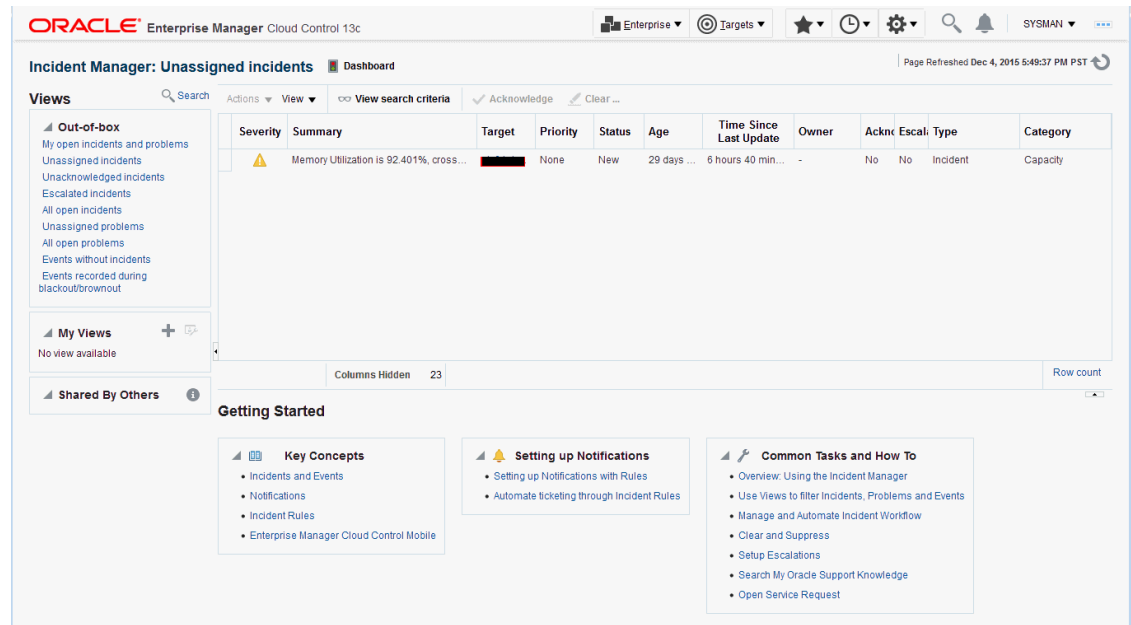 ORACLE Enterprise Manager Cloud Control 13c
Enterprise
Targets
SYSMAN
Incident Manager: Unassigned incidents
Dashboard
Page Refreshed Dec 4, 2015 5:49:37 PM PST
Views
Search
Out-of-box
My open incidents and problems
Unassigned incidents
Unacknowledged incidents
Escalated incidents
All open incidents
Unassigned problems
All open problems
Events without incidents
Events recorded during
blackout/brownout
My Views
No view available
Shared By Others
Actions View View search criteria Acknowledge Clear ...
Severity Summary Target Priority Status Age Time Since Last Update Owner Ackn Escal Type Category
Memory Utilization is 92.401%, cross... None New 29 days ... 6 hours 40 min... - No No Incident Capacity
Columns Hidden 23
Row count
Getting Started
Key Concepts
Incidents and Events
Notifications
Incident Rules
Enterprise Manager Cloud Control Mobile
Setting up Notifications
Setting up Notifications with Rules
Automate ticketing through Incident Rules
Common Tasks and How To
Overview: Using the Incident Manager
Use Views to filter Incidents, Problems and Events
Manage and Automate Incident Workflow
Clear and Suppress
Setup Escalations
Search My Oracle Support Knowledge
Open Service Request